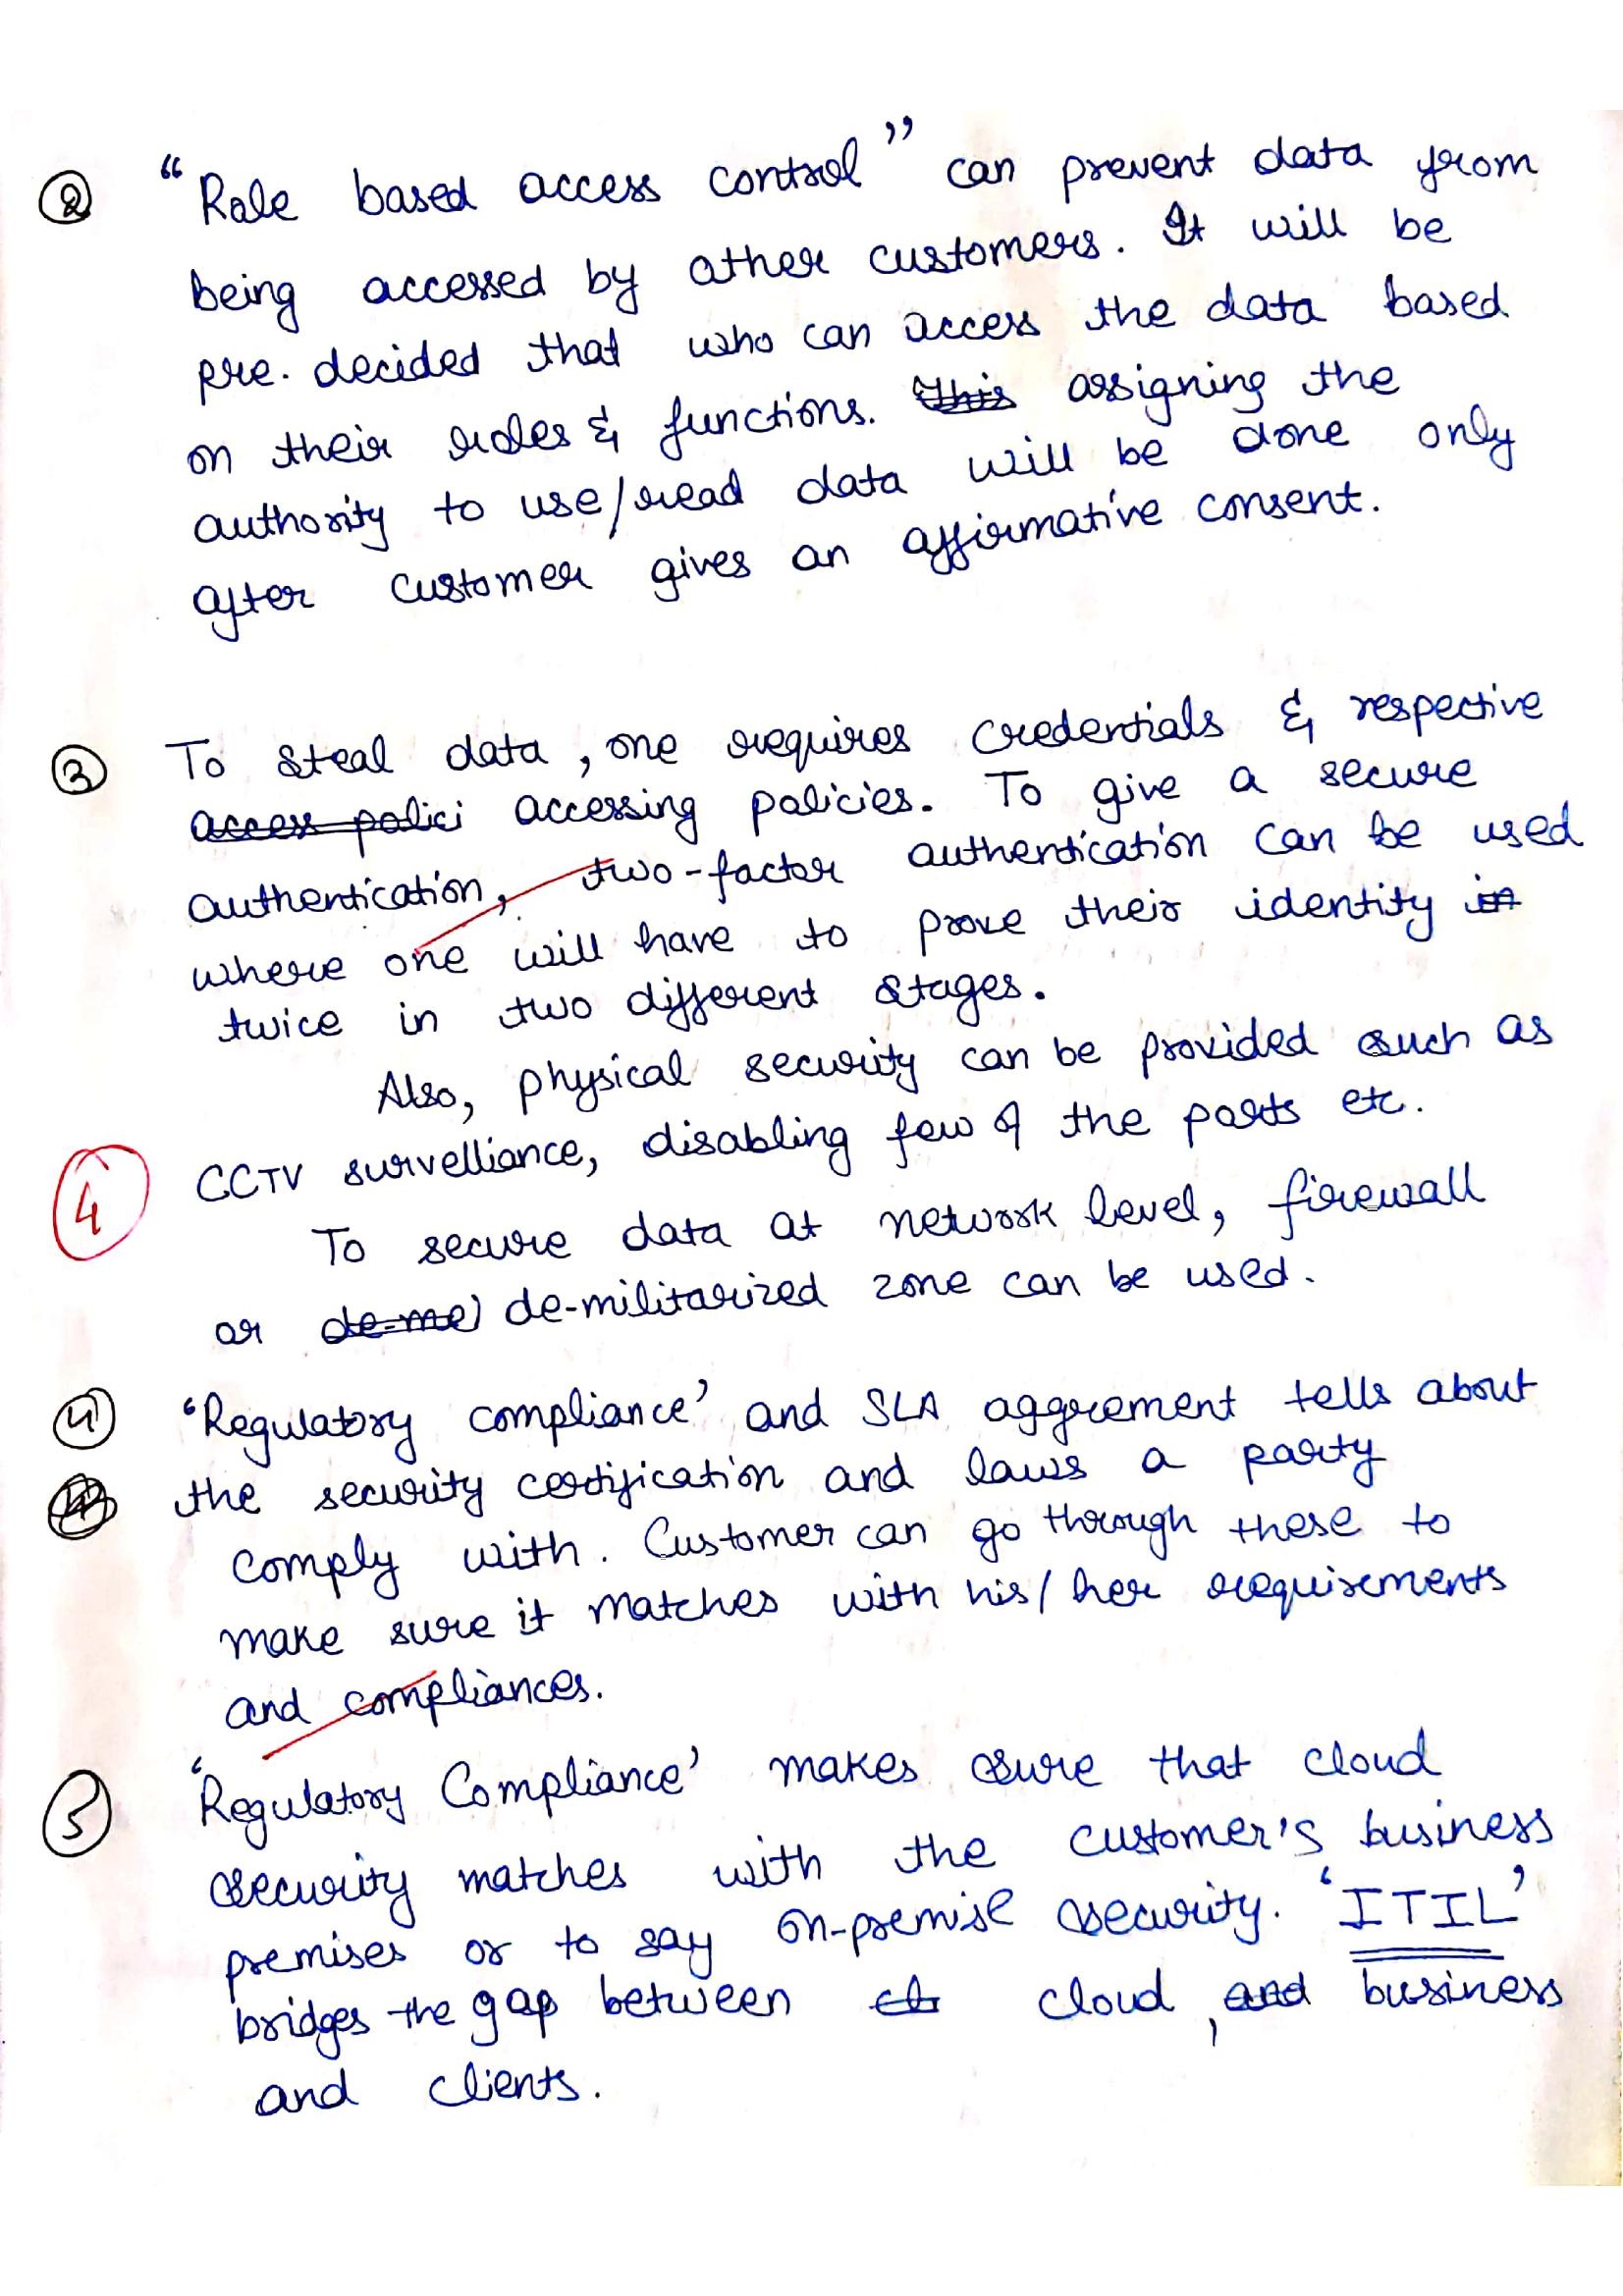 ② "Role based access control" can prevent data from
being accessed by other customers. It will be
pre. decided that who can access the data based
on their roles & functions. This assigning the
authority to use/read data will be done only
after customer gives an affirmative consent.
③ To steal data, one requires credentials & respective
access polici accessing policies. To give a secure
authentication, two-factor authentication can be used
where one will have to prove their identity in
twice in two different stages.
Also, physical security can be provided such as
CCTV survelliance, disabling few of the ports etc.
4
To secure data at network level, firewall
or de-me) de-militarized zone can be used.
④ 'Regulatory compliance' and SLA aggrement tells about
the security certification and laws a party
comply with. Customer can go through these to
make sure it matches with his/her requirements
and compliances.
⑤ 'Regulatory Compliance' makes sure that cloud
security matches with the customer's business
premises or to say on-premise security. 'ITIL'
bridges the gap between cl cloud, and business
and clients.